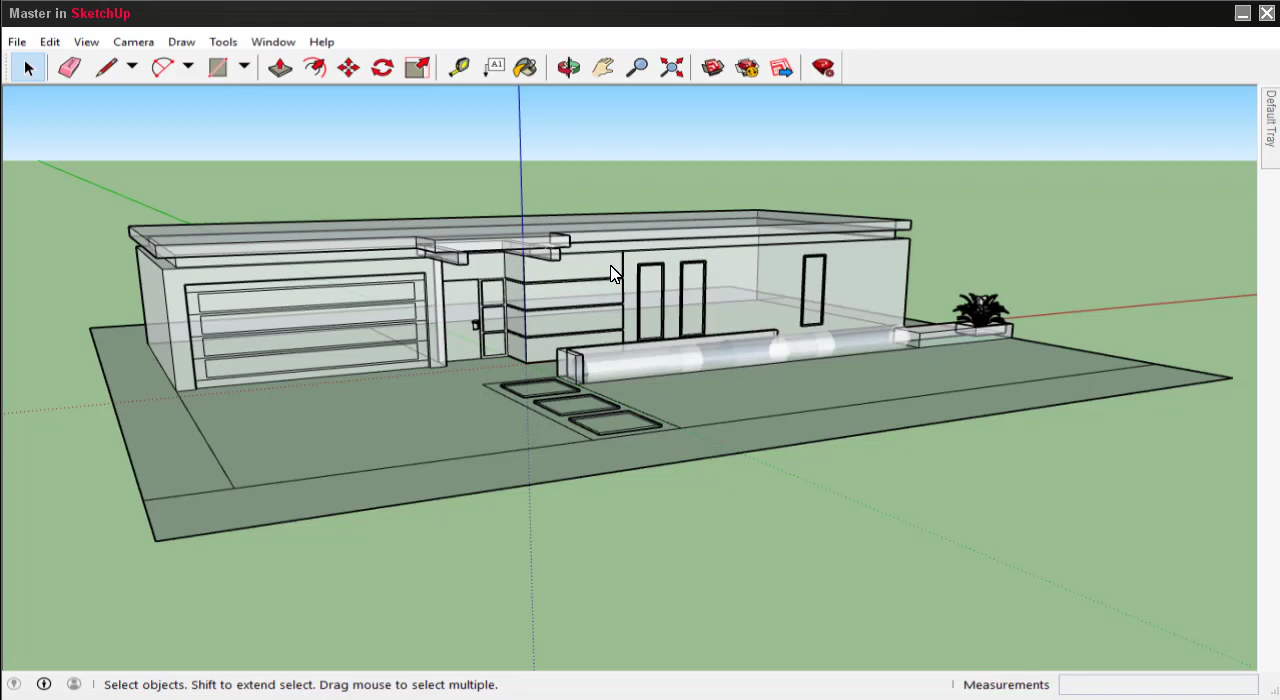 Master in SketchUp
File Edit View Camera Draw Tools Window Help
A1
Default Tray
Select objects. Shift to extend select. Drag mouse to select multiple.
Measurements